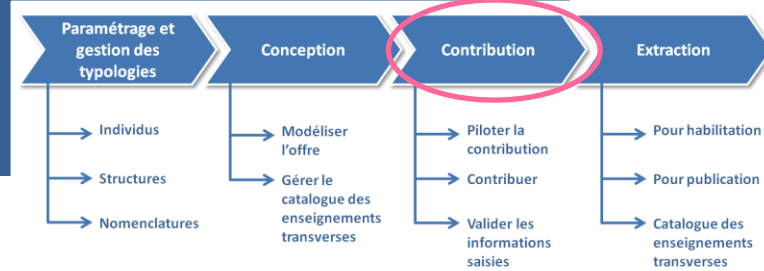 Paramétrage et
gestion des
typologies
Conception
Contribution
Extraction
Individus
Structures
Nomenclatures
Modéliser
l'offre
Gérer le
catalogue des
enseignements
transverses
Piloter la
contribution
Contribuer
Valider les
informations
saisies
Pour habilitation
Pour publication
Catalogue des
enseignements
transverses